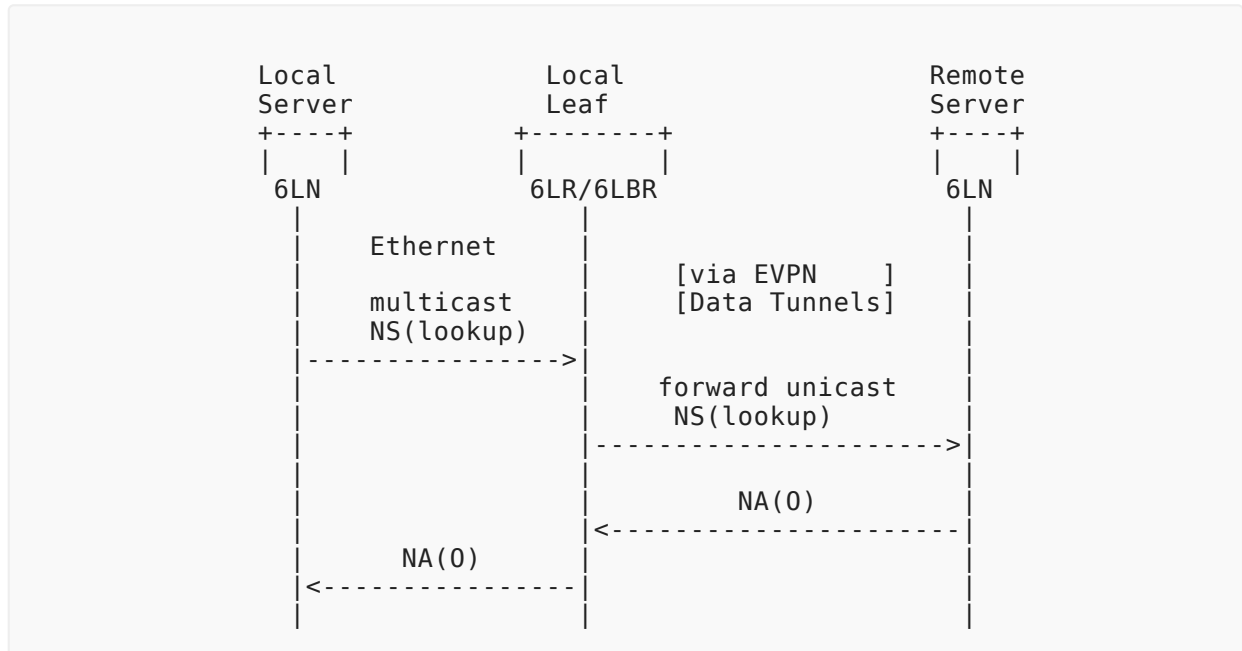 Local Local Remote
Server Leaf Server
6LN 6LR/6LBR 6LN
Ethernet
[via EVPN ]
multicast [Data Tunnels]
NS(lookup)
forward unicast
NS(lookup)
NA(O)
NA(O)